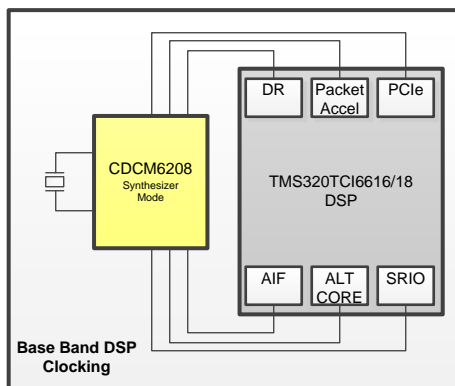 DR
Packet
Accel
PCIe
CDCM6208
Synthesizer
Mode
TMS320TCI6616/18
DSP
AIF
ALT
CORE
SRIO
Base Band DSP
Clocking